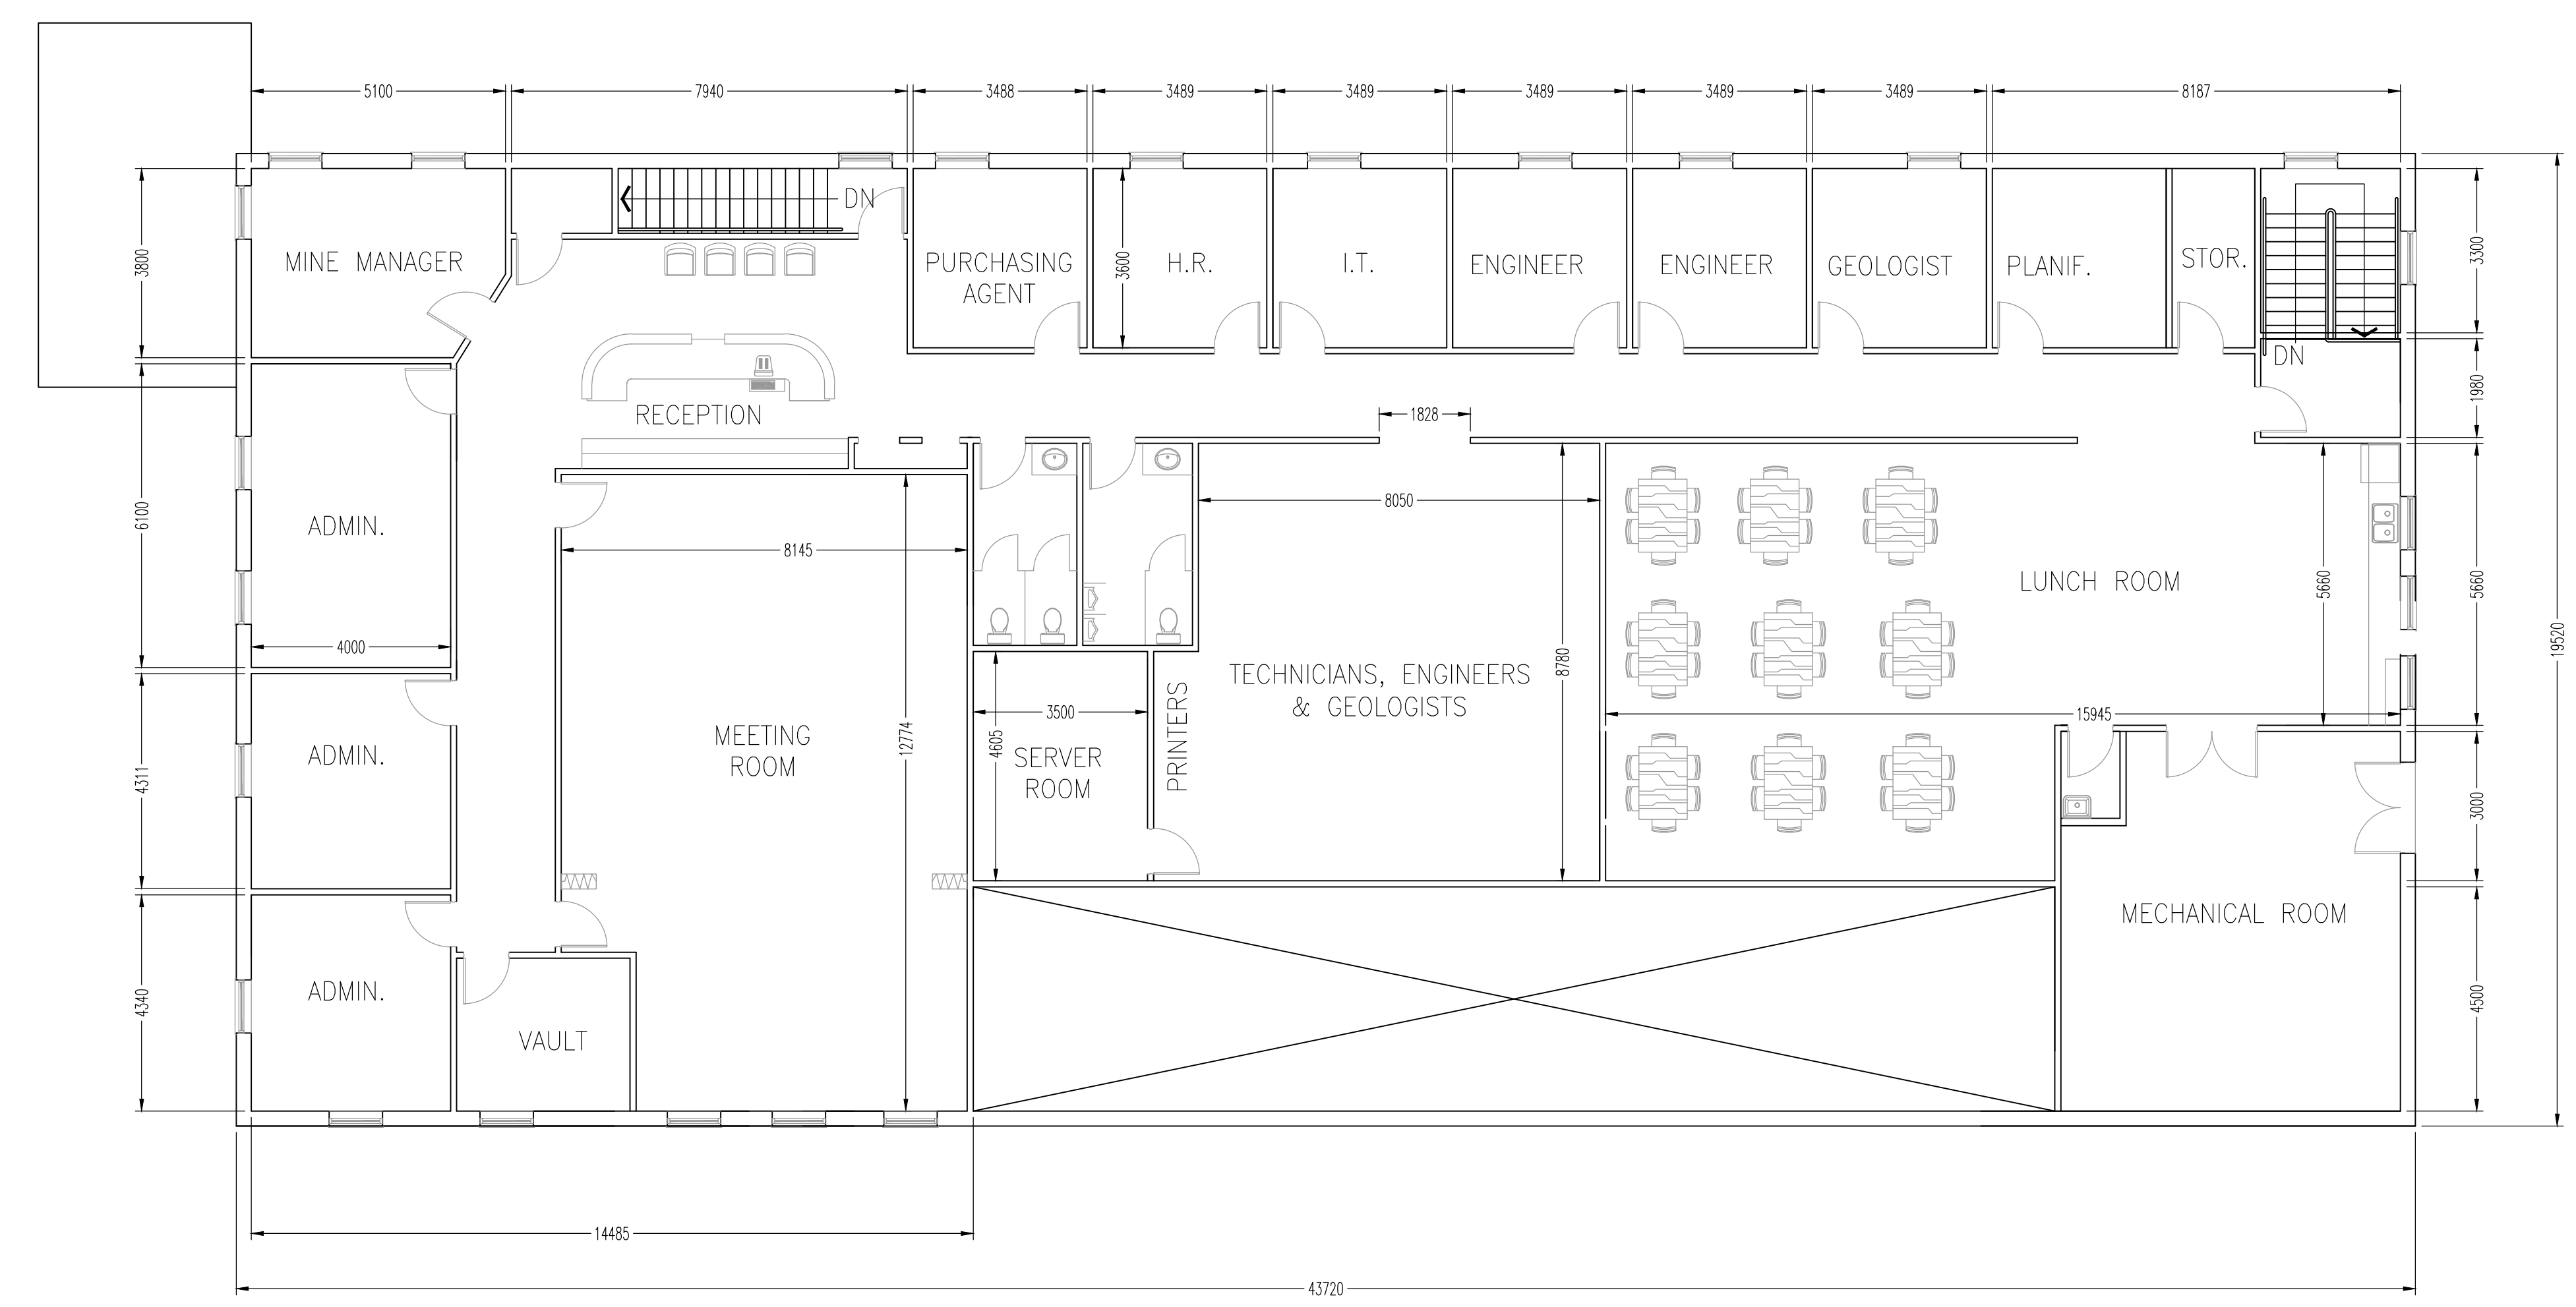 5100
7940
3488
3489
3489
3489
3489
3489
8187
DN
MINE MANAGER
PURCHASING
AGENT
H.R.
I.T.
ENGINEER
ENGINEER
GEOLOGIST
PLANIF.
STOR.
3800
3600
3300
DN
1980
RECEPTION
1828
6100
ADMIN.
8145
8050
LUNCH ROOM
5660
5660
19520
4000
TECHNICIANS, ENGINEERS
& GEOLOGISTS
8780
PRINTERS
3500
15945
MEETING
ROOM
12774
4605
SERVER
ROOM
ADMIN.
4311
3000
MECHANICAL ROOM
ADMIN.
4340
4500
VAULT
14485
43720